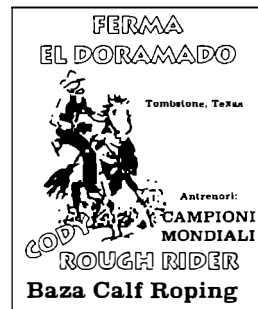 FERMA
EL DORAMADO
Tombstone, Texas
Antrenori:
CAMPIONI
MONDIALI
CODY
ROUGH RIDER
Baza Calf Roping